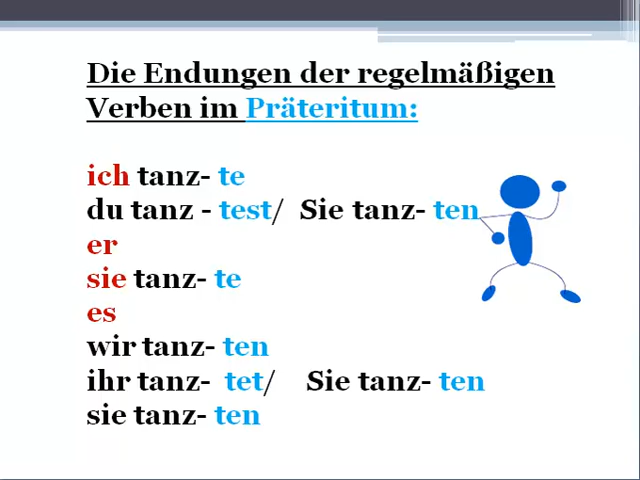 Die Endungen der regelmäßigen
Verben im Präteritum:
ich tanz- te
du tanz - test/ Sie tanz- ten
er
sie tanz- te
es
wir tanz- ten
ihr tanz- tet/ Sie tanz- ten
sie tanz- ten